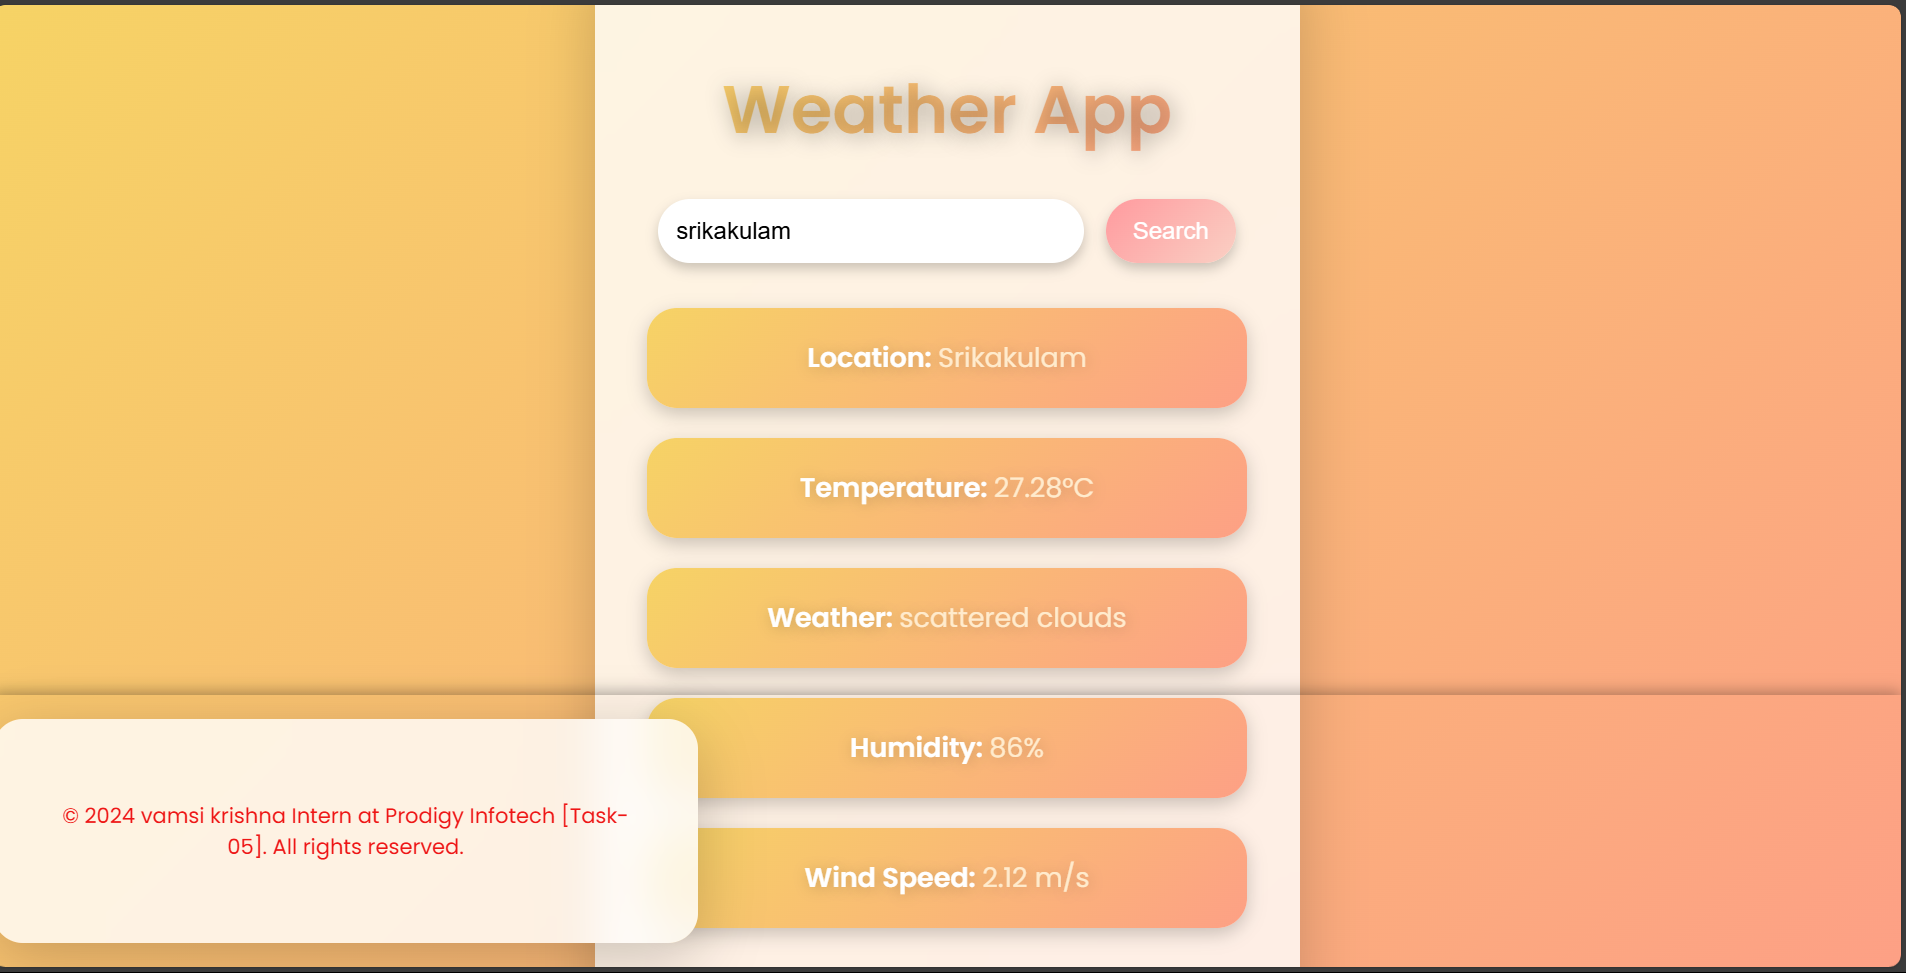 Weather App
srikakulam
Search
Location: Srikakulam
Temperature: 27.28°C
Weather: scattered clouds
Humidity: 86%
Wind Speed: 2.12 m/s
© 2024 vamsi krishna Intern at Prodigy Infotech [Task-
05]. All rights reserved.